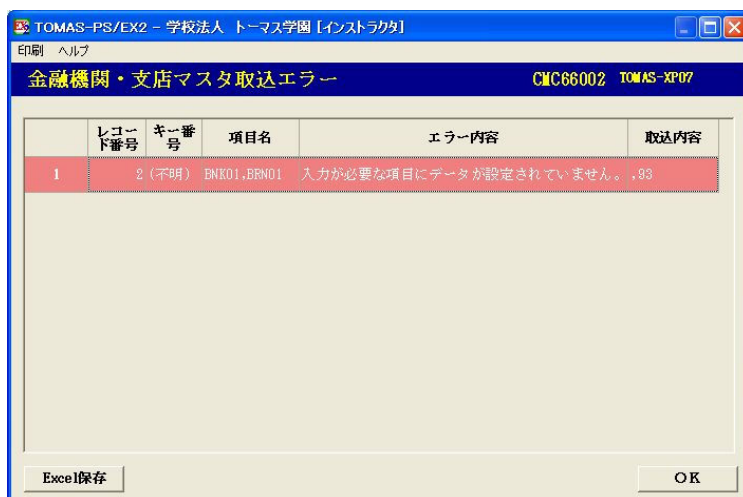 TOMAS-PS/EX2 - 学校法人 トーマス学園 [インストラクタ]
印刷 ヘルプ
金融機関・支店マスタ取込エラー CMC66002 TOMAS-XP07
レコード番号 キー番号 項目名 エラー内容 取込内容
1 2 (不明) BNK01,BRN01 入力が必要な項目にデータが設定されていません。 ,93
Excel保存 OK